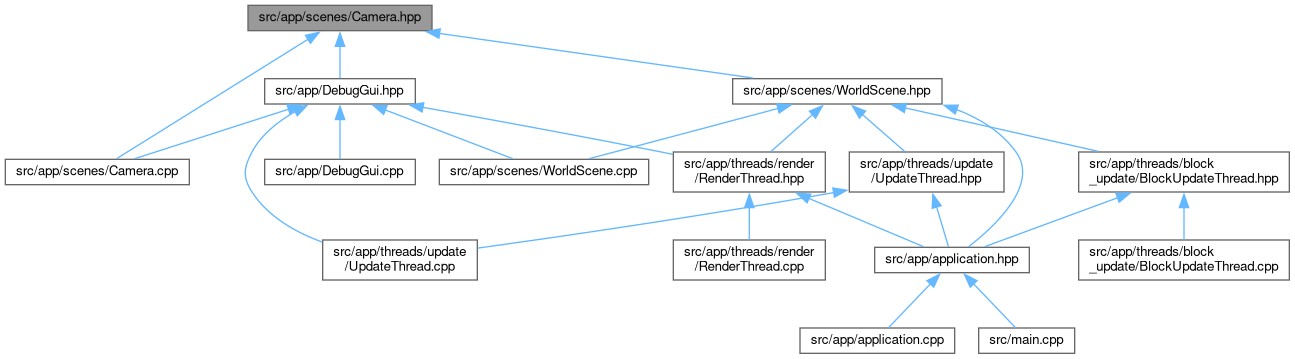 src/app/scenes/Camera.hpp
src/app/DebugGui.hpp
src/app/scenes/WorldScene.hpp
src/app/scenes/Camera.cpp
src/app/DebugGui.cpp
src/app/scenes/WorldScene.cpp
src/app/threads/render
/RenderThread.hpp
src/app/threads/update
/UpdateThread.hpp
src/app/threads/block
_update/BlockUpdateThread.hpp
src/app/threads/update
/UpdateThread.cpp
src/app/threads/render
/RenderThread.cpp
src/app/application.hpp
src/app/threads/block
_update/BlockUpdateThread.cpp
src/app/application.cpp
src/main.cpp